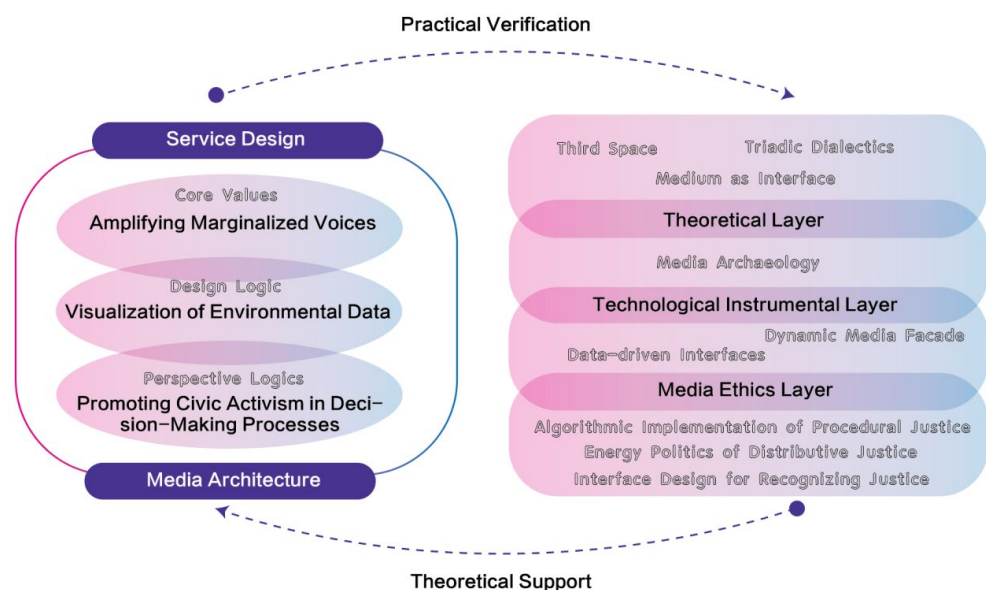 Practical Verification
Service Design
Core Values
Amplifying Marginalized Voices
Design Logic
Visualization of Environmental Data
Perspective Logics
Promoting Civic Activism in Deci-
sion-Making Processes
Media Architecture
Third Space
Triadic Dialectics
Medium as Interface
Theoretical Layer
Media Archaeology
Technological Instrumental Layer
Dynamic Media Facade
Data-driven Interfaces
Media Ethics Layer
Algorithmic Implementation of Procedural Justice
Energy Politics of Distributive Justice
Interface Design for Recognizing Justice
Theoretical Support